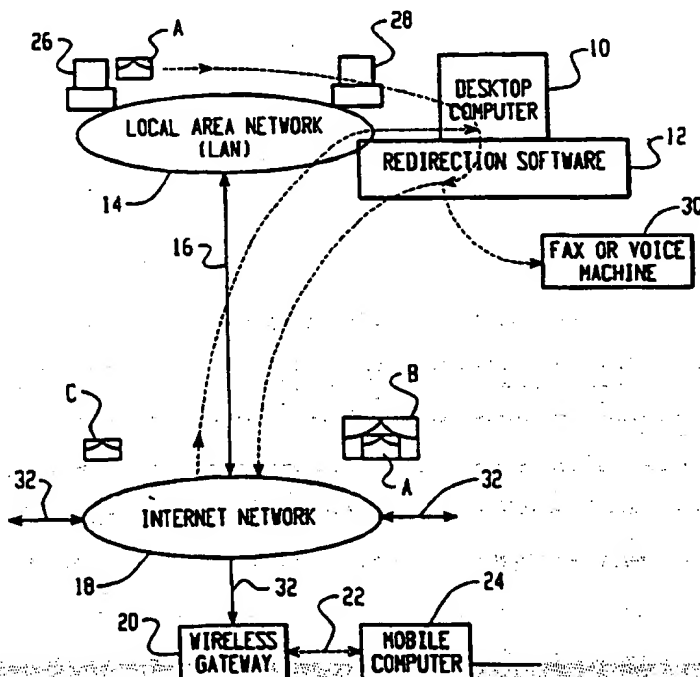 26
A
28
10
DESKTOP
COMPUTER
LOCAL AREA NETWORK
(LAN)
12
REDIRECTION SOFTWARE
14
30
16
FAX OR VOICE
MACHINE
B
C
A
32
32
INTERNET NETWORK
18
32
24
20
22
WIRELESS
GATEWAY
MOBILE
COMPUTER